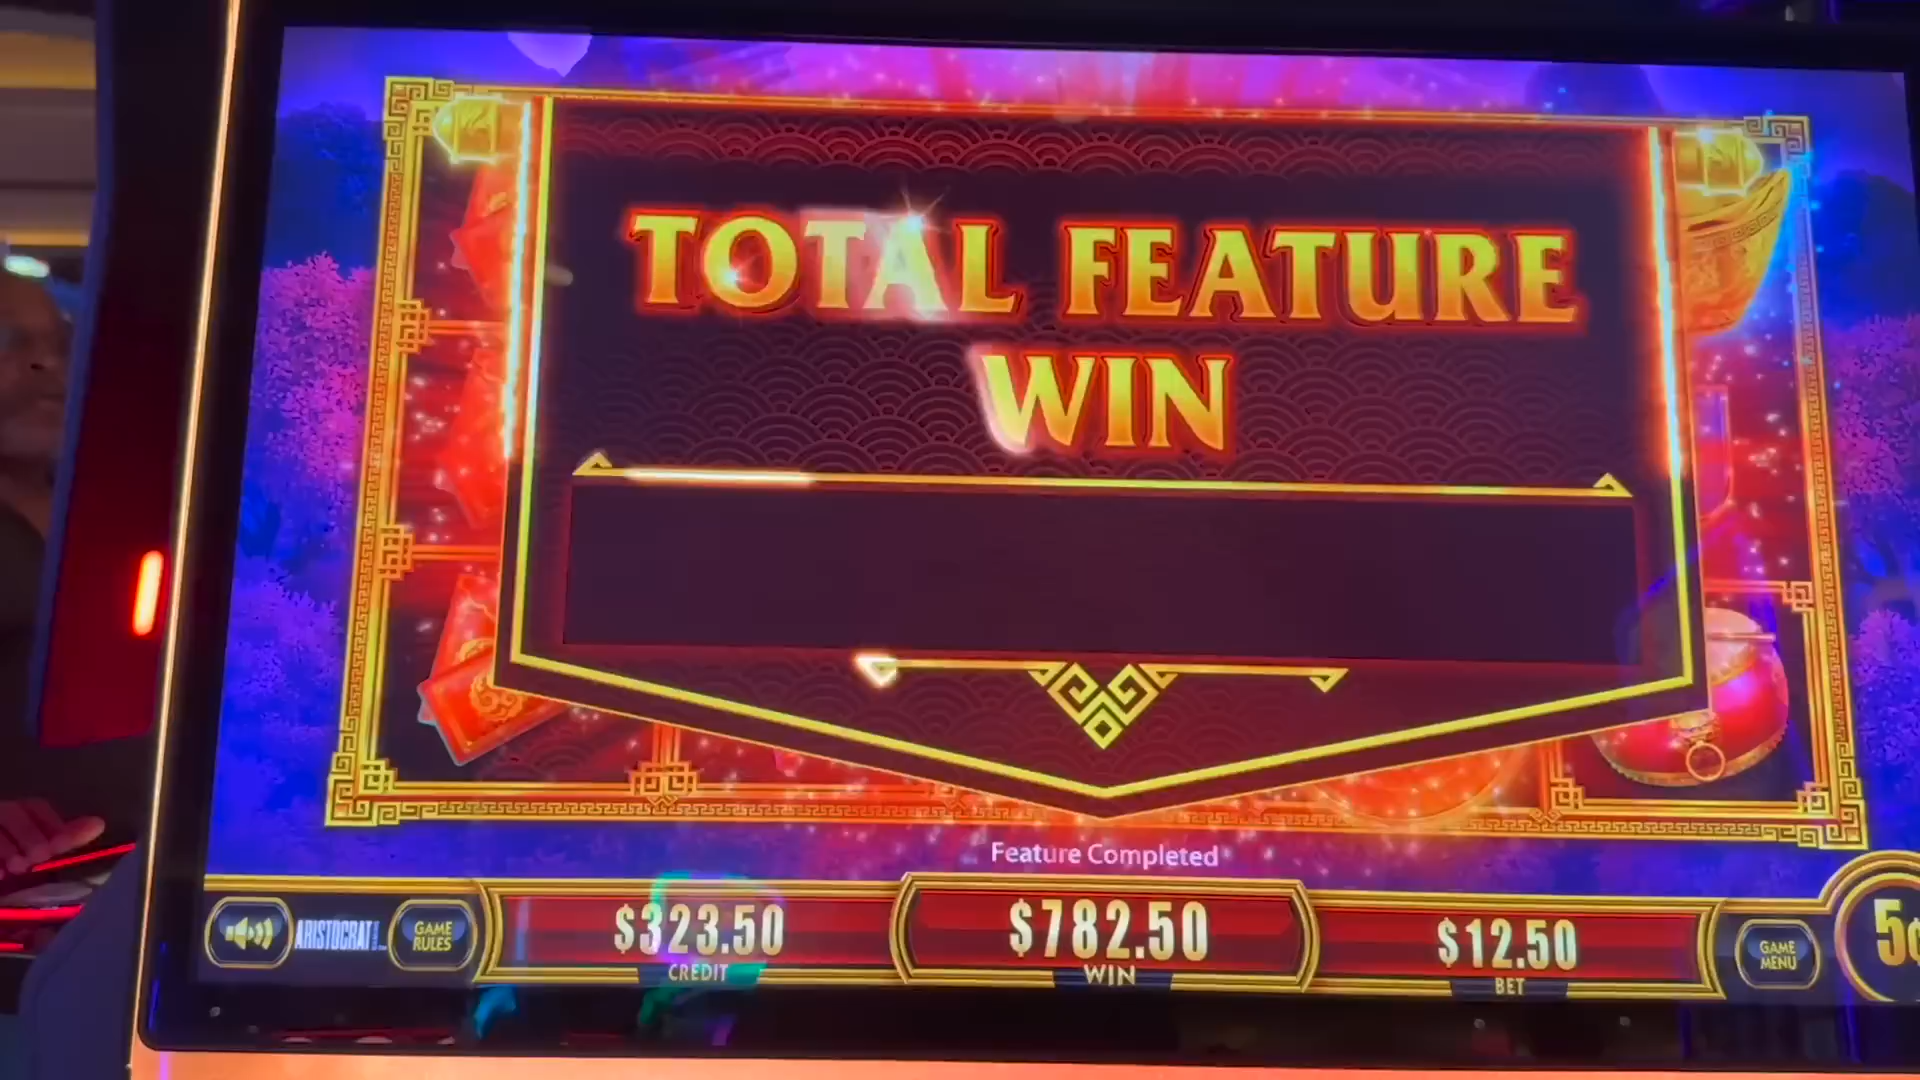 TOTAL FEATURE
WIN
Feature Completed
ARISTOCRAT
GAME
RULES
$323.50
CREDIT
$782.50
WIN
$12.50
BET
GAME
MENU
5¢